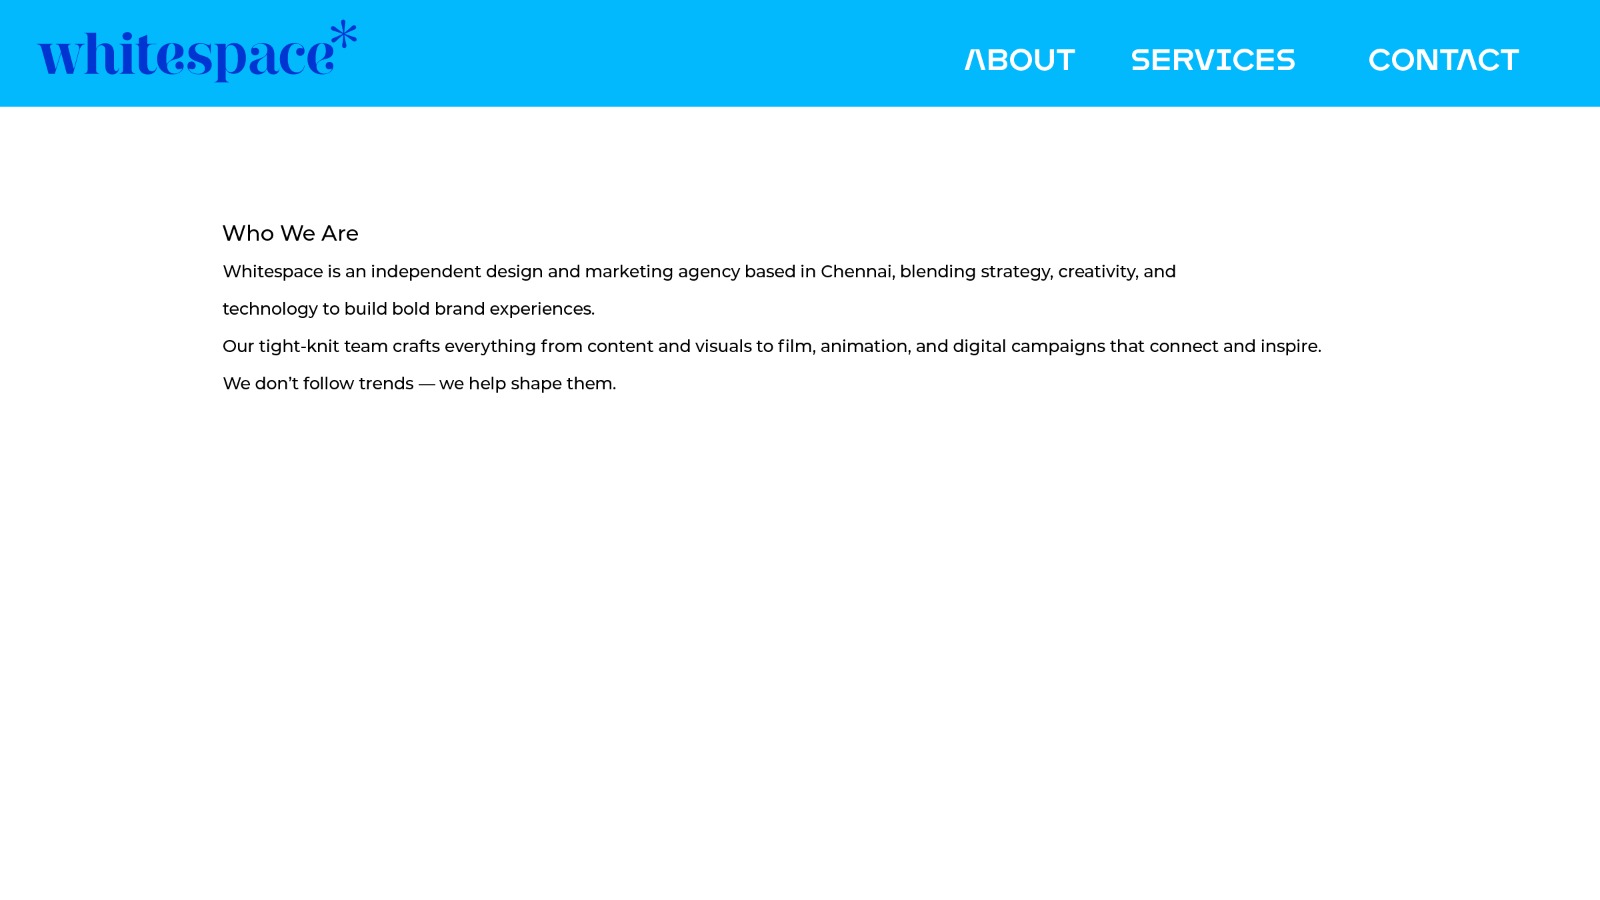 whitespace*
ABOUT SERVICES CONTACT
Who We Are
Whitespace is an independent design and marketing agency based in Chennai, blending strategy, creativity, and
technology to build bold brand experiences.
Our tight-knit team crafts everything from content and visuals to film, animation, and digital campaigns that connect and inspire.
We don’t follow trends — we help shape them.